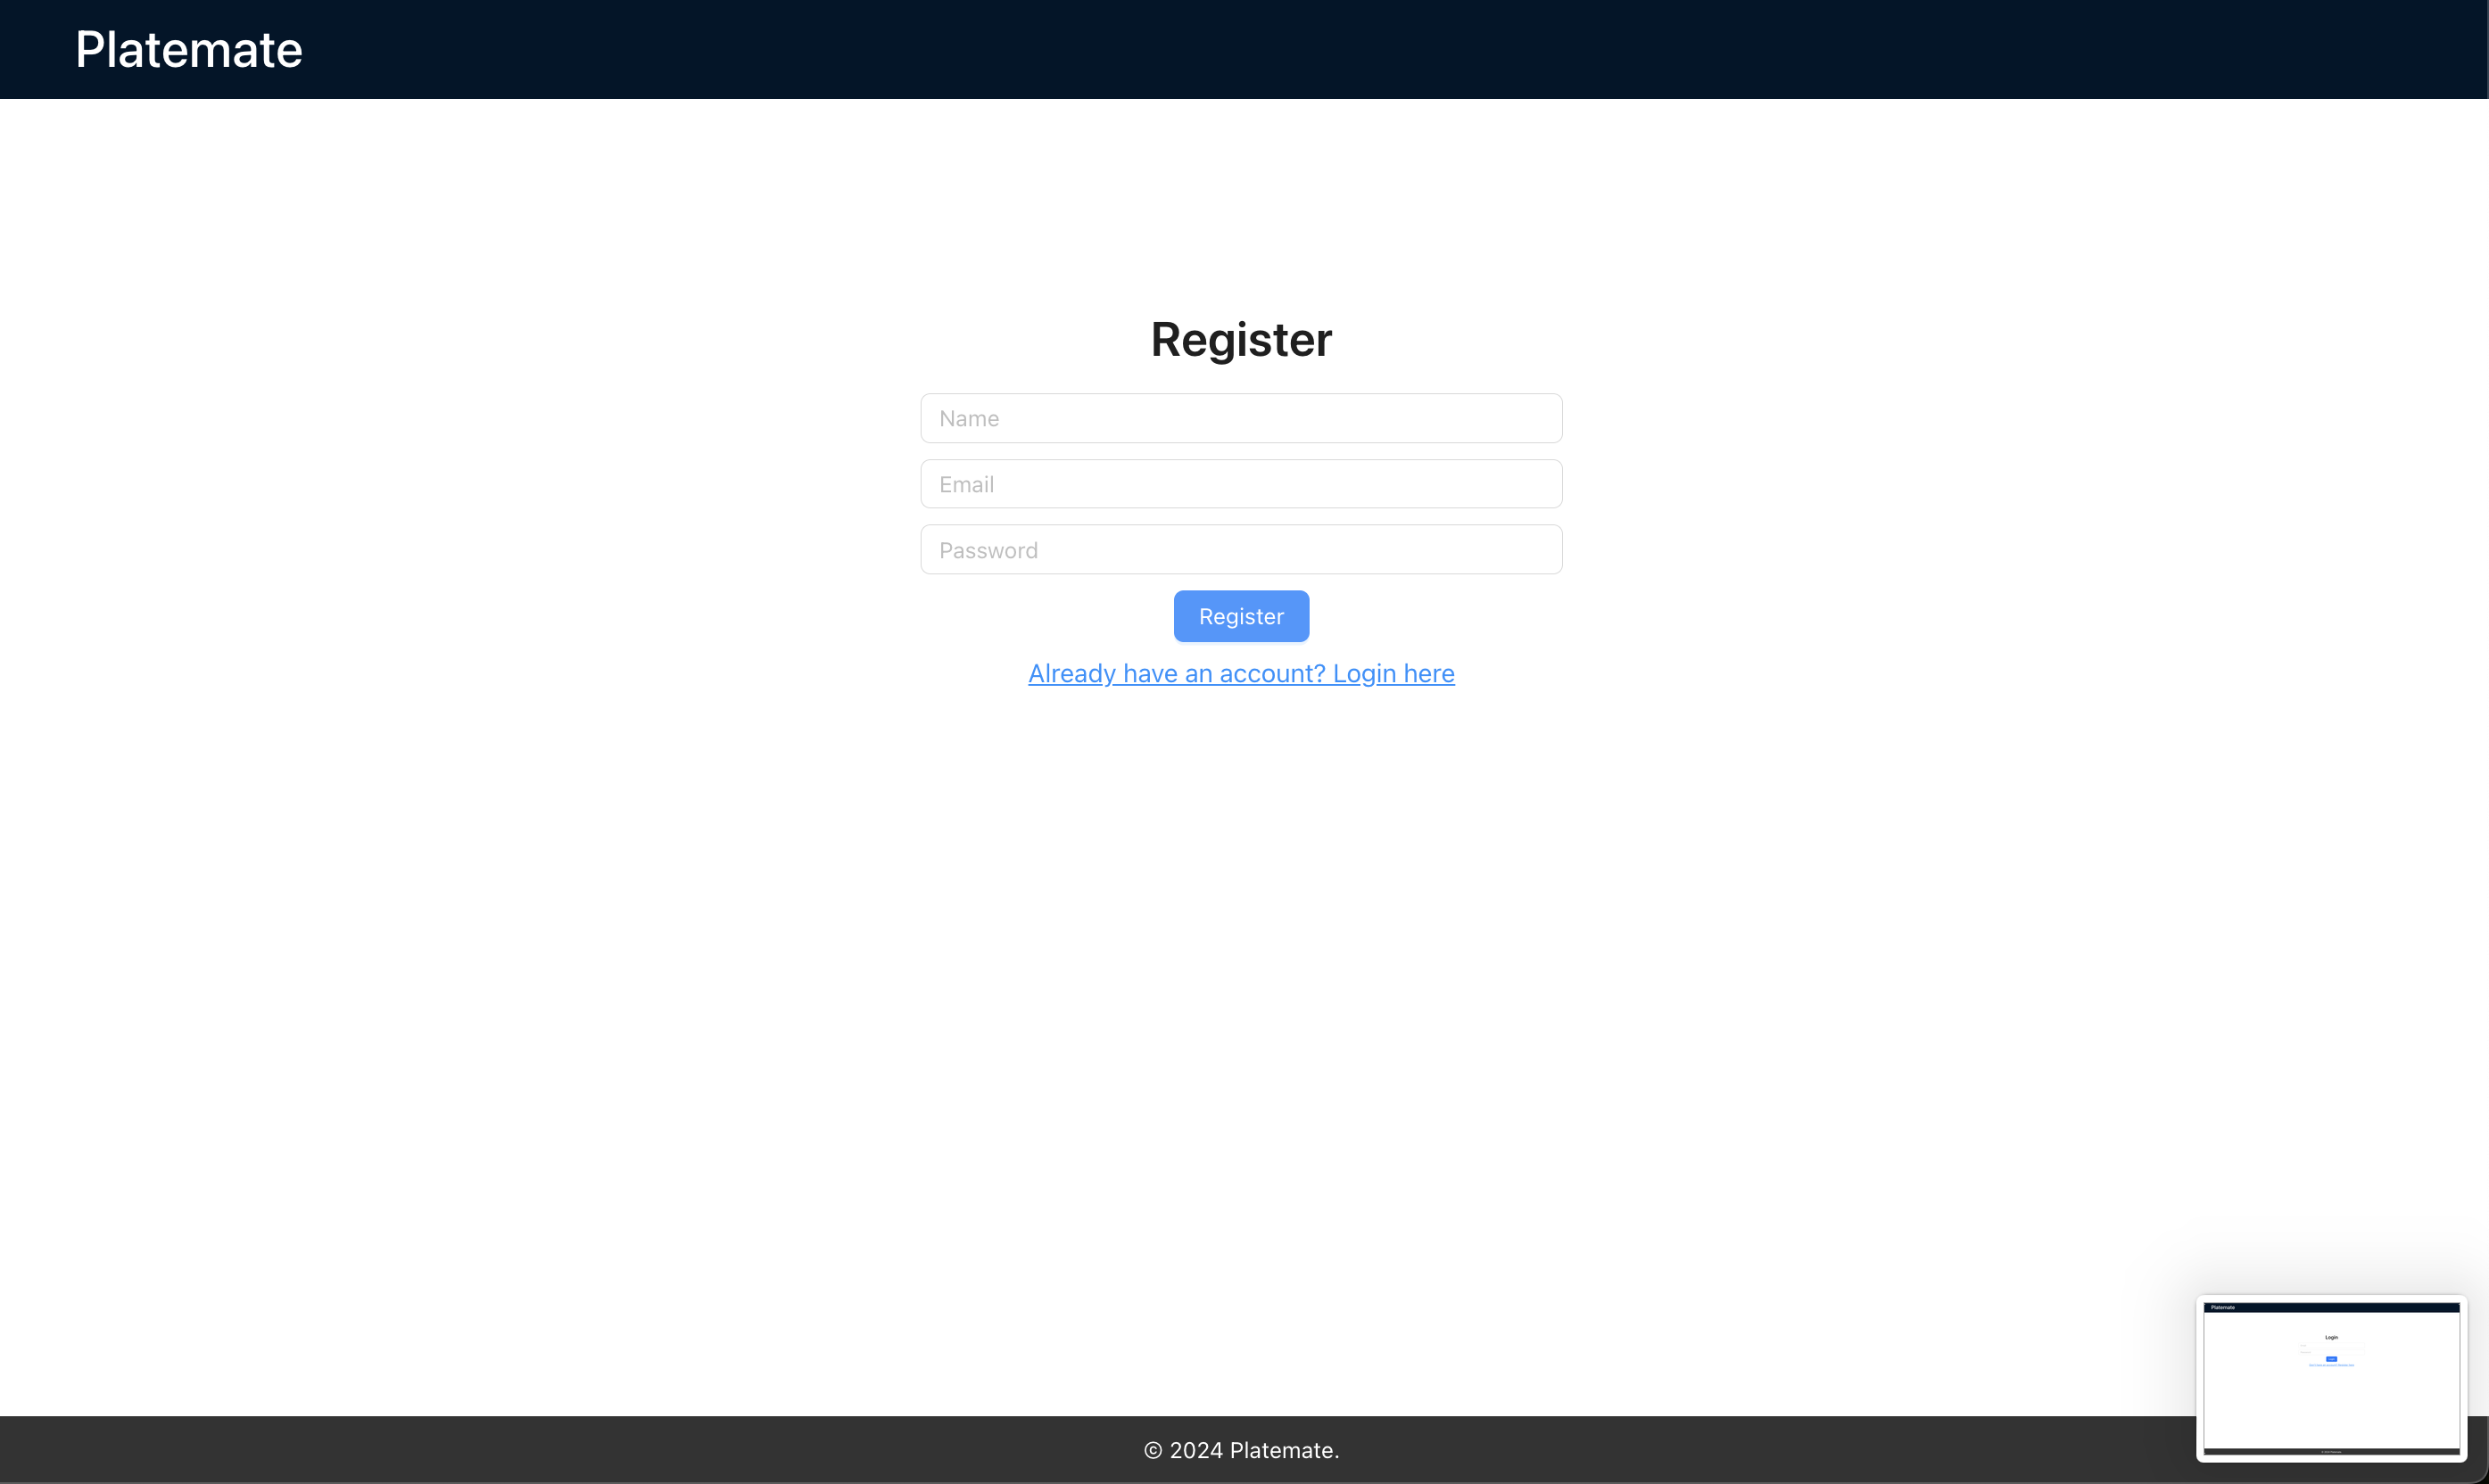 Platemate
Register
Name
Email
Password
Register
Already have an account? Login here
Platemate
Login
© 2024 Platemate.